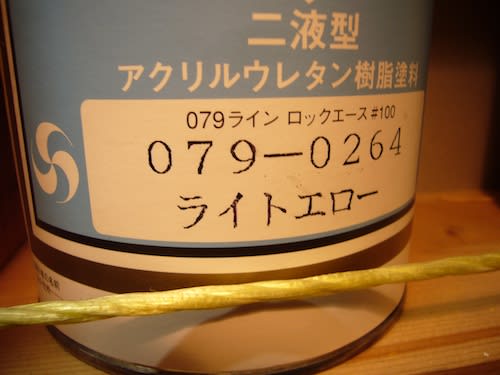 二液型
アクリルウレタン樹脂塗料
079ライン ロックエース#100
079-0264
ライトエロー